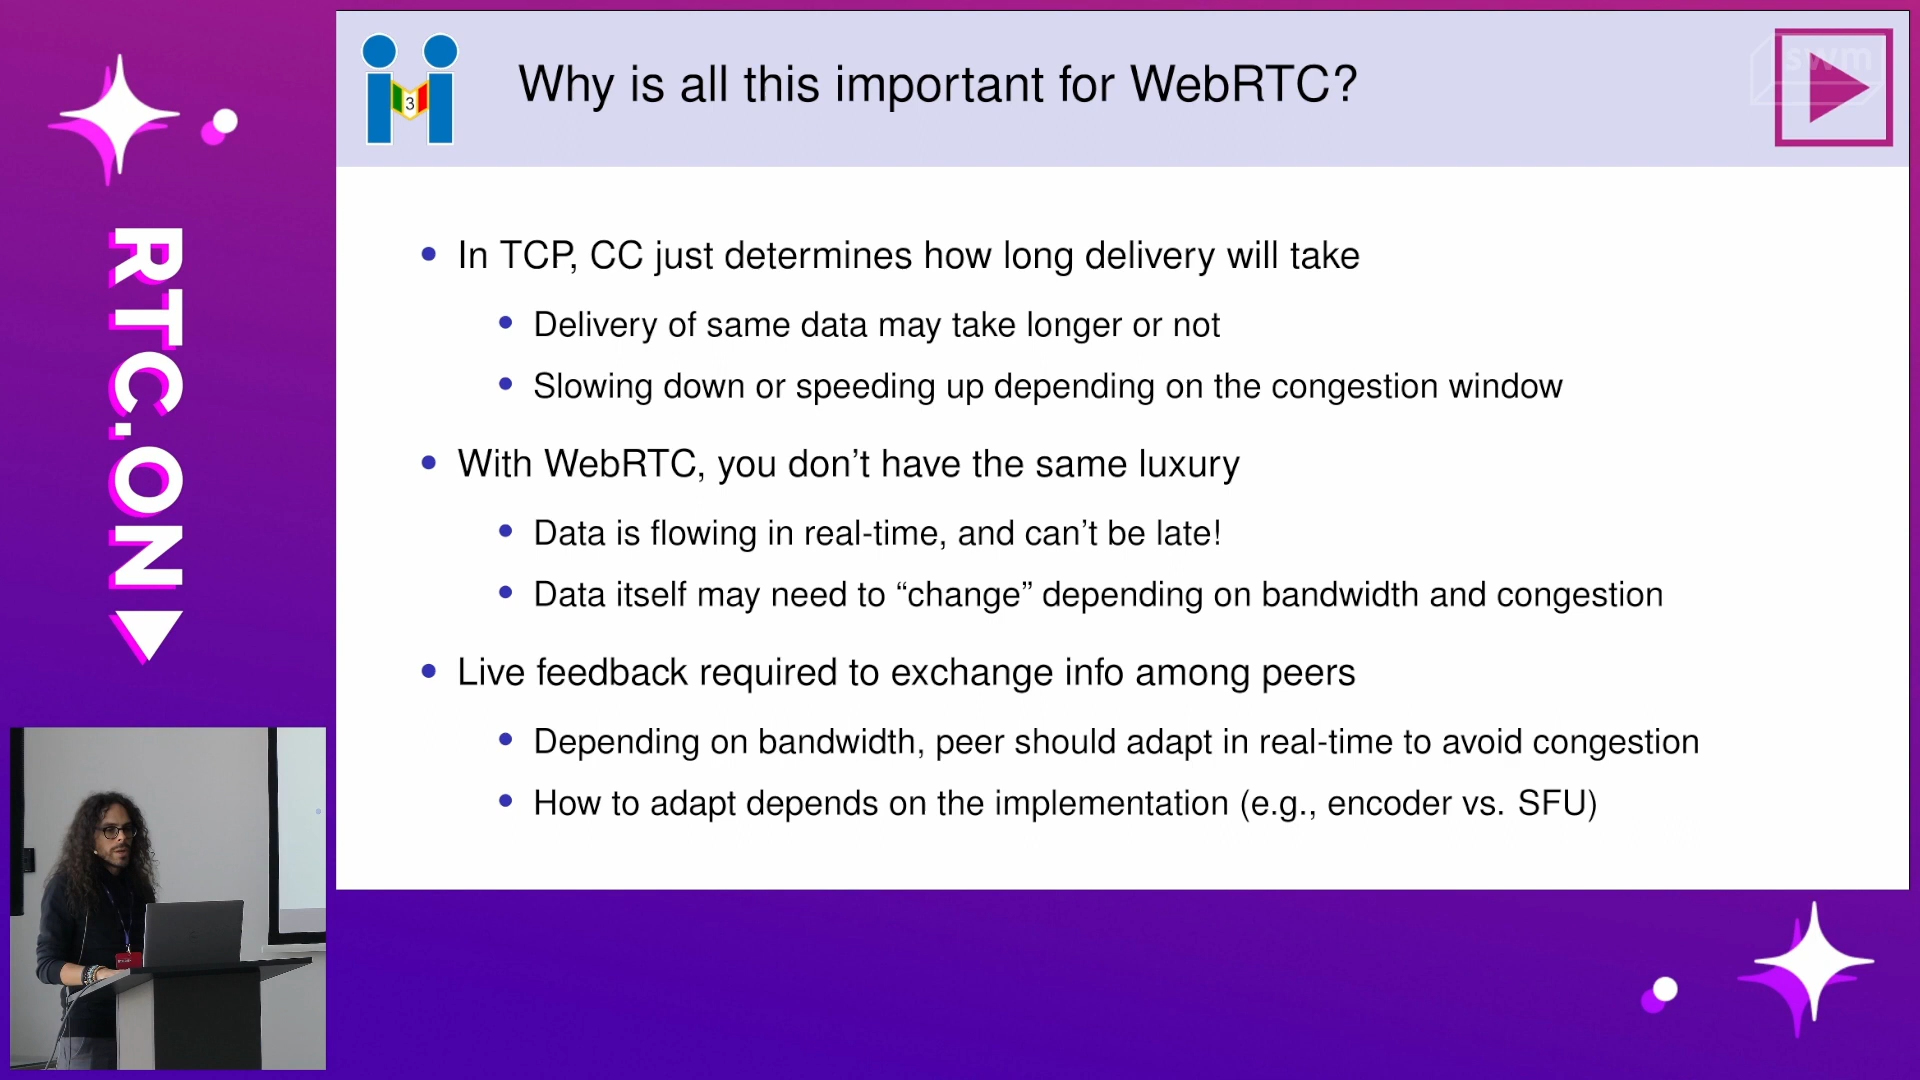 Why is all this important for WebRTC?
3
swm
RTC.ON
• In TCP, CC just determines how long delivery will take
• Delivery of same data may take longer or not
• Slowing down or speeding up depending on the congestion window
• With WebRTC, you don't have the same luxury
• Data is flowing in real-time, and can't be late!
• Data itself may need to “change” depending on bandwidth and congestion
• Live feedback required to exchange info among peers
• Depending on bandwidth, peer should adapt in real-time to avoid congestion
• How to adapt depends on the implementation (e.g., encoder vs. SFU)